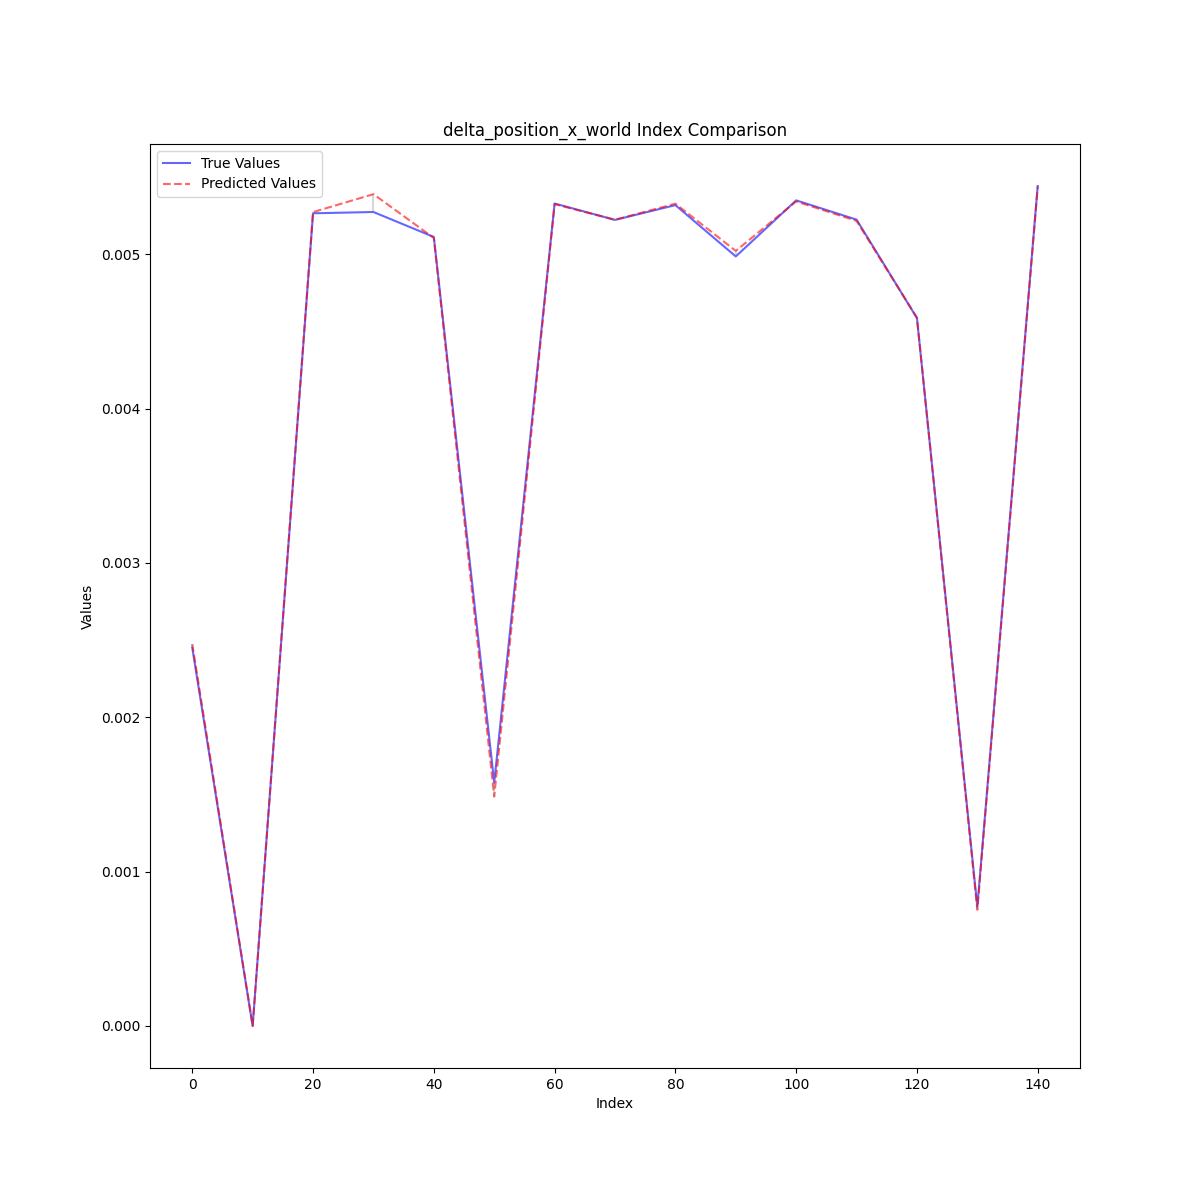 delta_position_x_world Index Comparison
True Values
Predicted Values
0.005
0.004
0.003
0.002
0.001
0.000
Values
0 20 40 60 80 100 120 140
Index